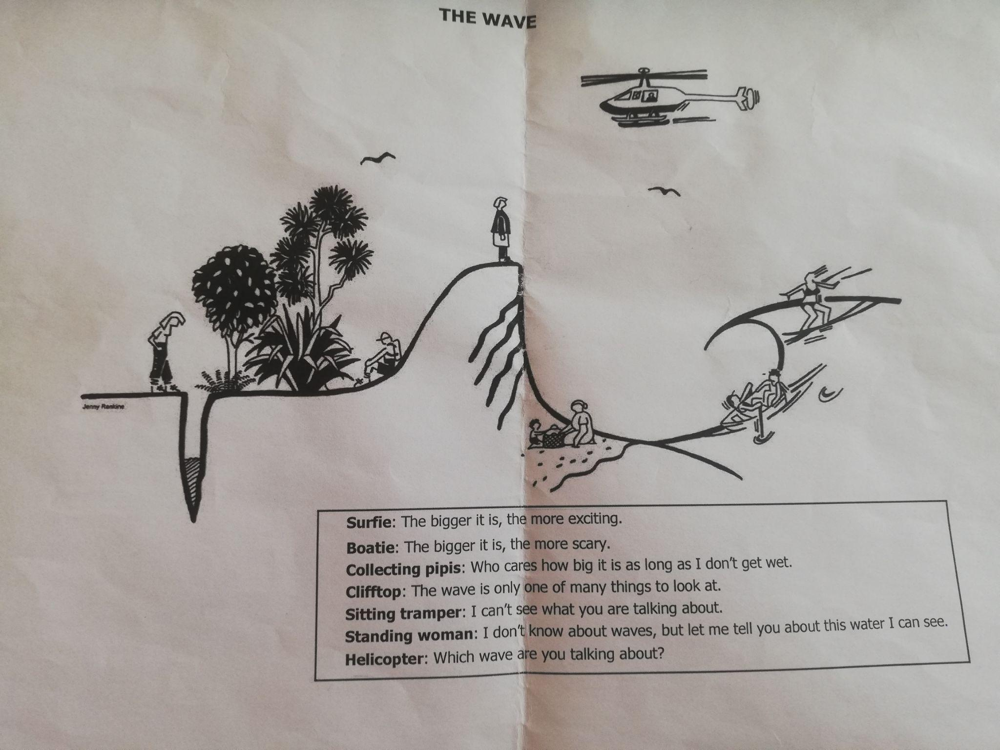 THE WAVE
Jenny Rankine
Surfie: The bigger it is, the more exciting.
Boatie: The bigger it is, the more scary.
Collecting pipis: Who cares how big it is as long as I don't get wet.
Clifftop: The wave is only one of many things to look at.
Sitting tramper: I can't see what you are talking about.
Standing woman: I don't know about waves, but let me tell you about this water I can see.
Helicopter: Which wave are you talking about?